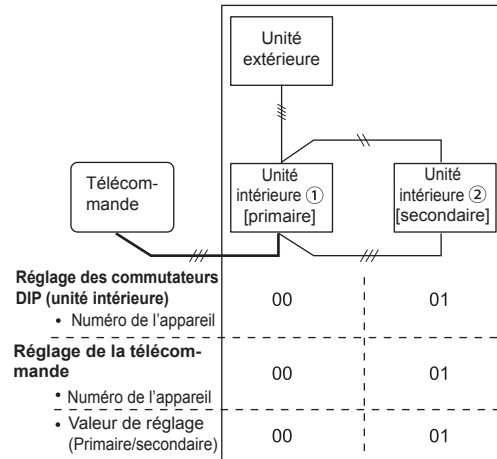 Unité
extérieure
Télécom-
mande
Unité
intérieure ①
[primaire]
Unité
intérieure ②
[secondaire]
Réglage des commutateurs
DIP (unité intérieure)
• Numéro de l'appareil
00
01
Réglage de la télécom-
mande
• Numéro de l'appareil
00
01
• Valeur de réglage
(Primaire/secondaire)
00
01